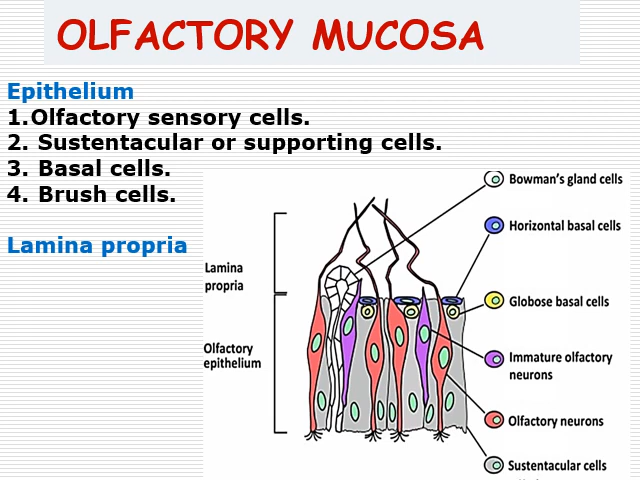 OLFACTORY MUCOSA
Epithelium
1.Olfactory sensory cells.
2. Sustentacular or supporting cells.
3. Basal cells.
4. Brush cells.
Lamina propria
Bowman's gland cells
Horizontal basal cells
Lamina
propria
Globose basal cells
Olfactory
epithelium
Immature olfactory
neurons
Olfactory neurons
Sustentacular cells